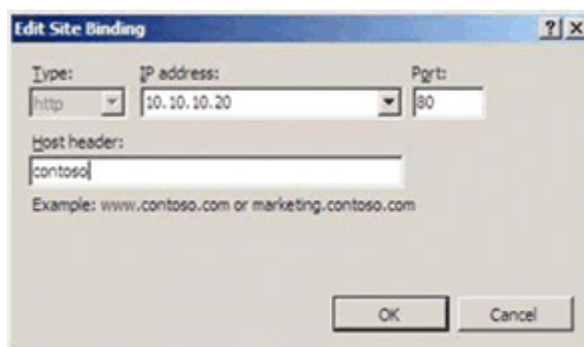 Edit Site Binding
Type: IP address: Port:
http 10.10.10.20 80
Host header:
contoso
Example: www.contoso.com or marketing.contoso.com
OK Cancel